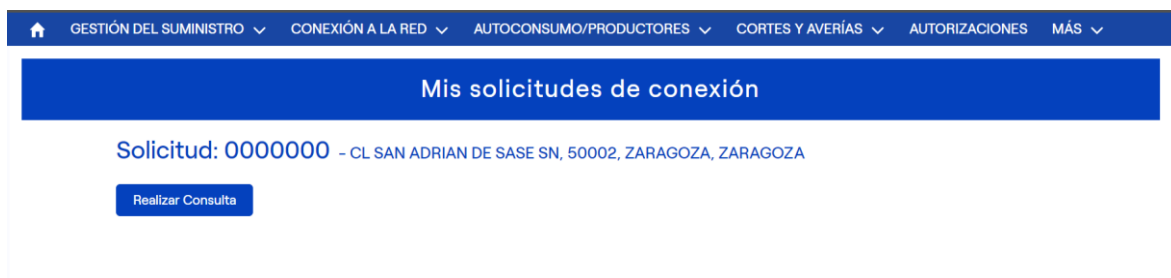 GESTIÓN DEL SUMINISTRO CONEXIÓN A LA RED AUTOCONSUMO/PRODUCTORES CORTES Y AVERÍAS AUTORIZACIONES MÁS
Mis solicitudes de conexión
Solicitud: 0000000 - CL SAN ADRIAN DE SASE SN, 50002, ZARAGOZA, ZARAGOZA
Realizar Consulta